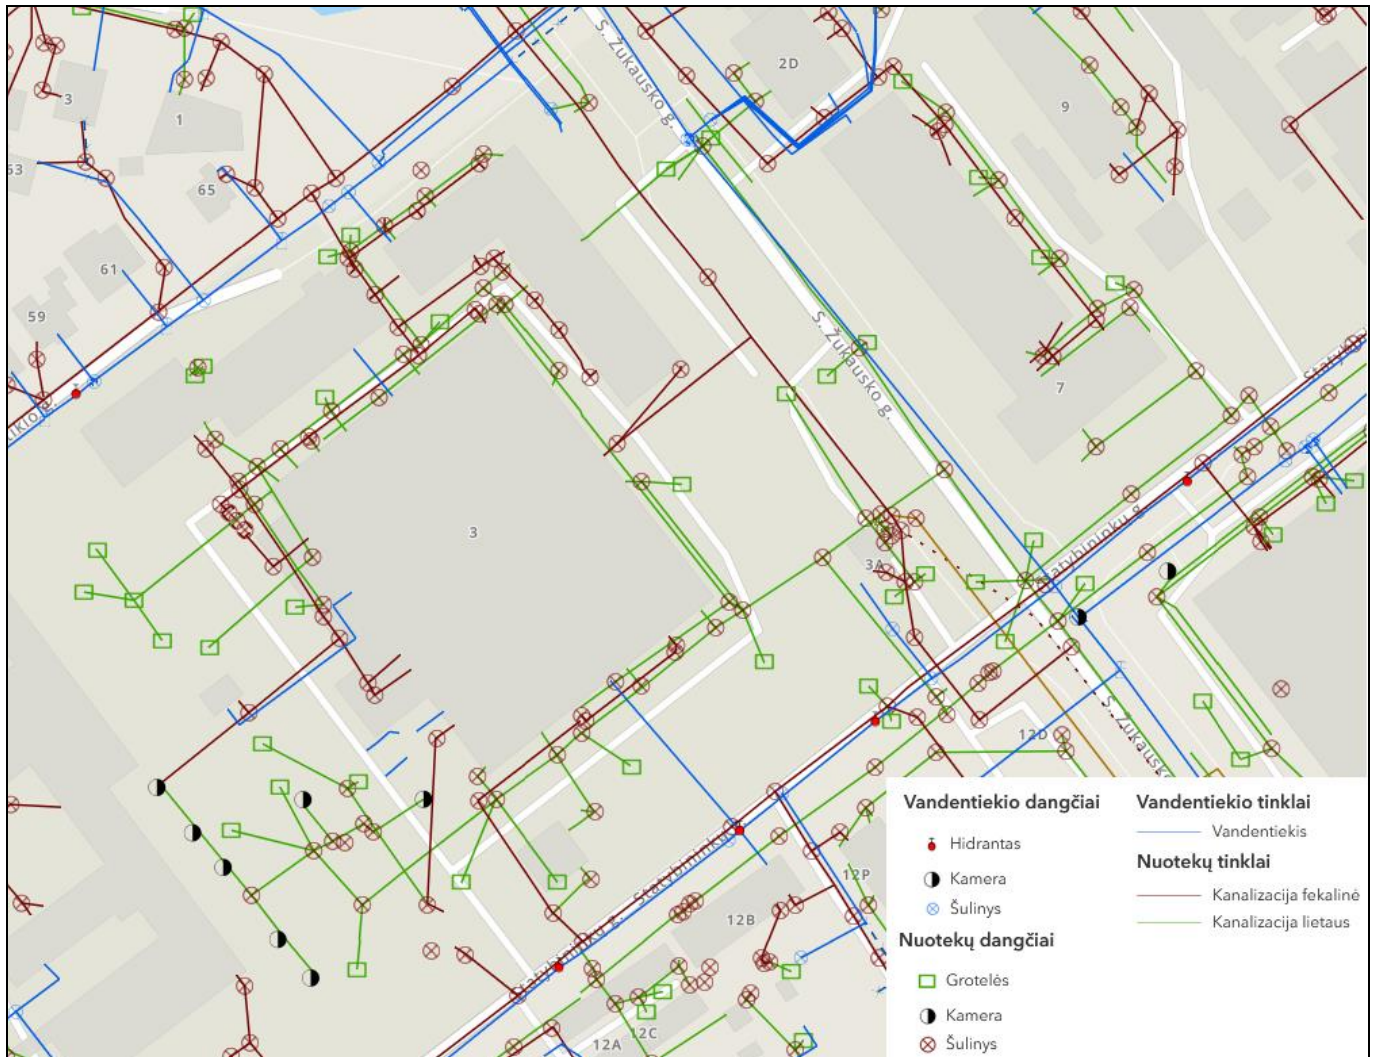 S. Žukausko g.
2D
3
1
9
63
65
61
59
S. Žukausko g.
7
3
3A
Statybininkų g.
S. Žukausko
12D
Statybininkų g.
12P
12B
12C
12A
Vandentiekio dangčiai
Hidrantas
Kamera
Šulinys
Nuotekų dangčiai
Grotelės
Kamera
Šulinys
Vandentiekio tinklai
Vandentiekis
Nuotekų tinklai
Kanalizacija fekalinė
Kanalizacija lietaus